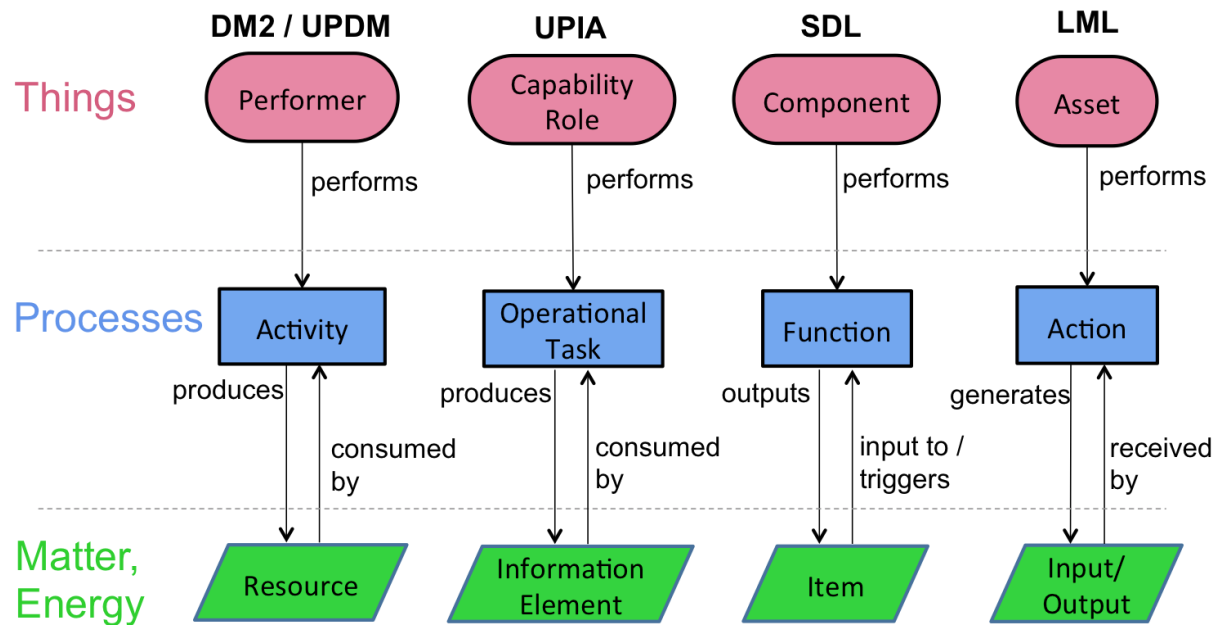 DM2 / UPDM
UPIA
SDL
LML
Things
Performer
Capability
Role
Component
Asset
performs
performs
performs
performs
Processes
Activity
Operational
Task
Function
Action
produces
produces
outputs
generates
consumed
by
consumed
by
input to /
triggers
received
by
Matter,
Energy
Resource
Information
Element
Item
Input/
Output